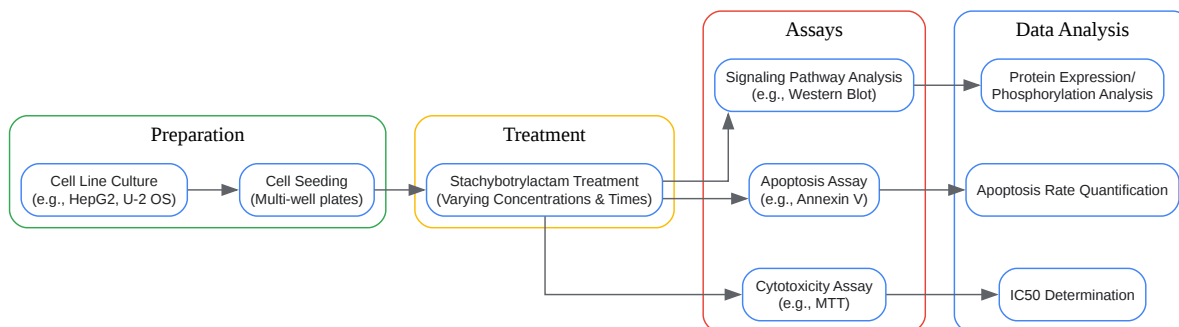 Preparation
Cell Line Culture
(e.g., HepG2, U-2 OS)
Cell Seeding
(Multi-well plates)
Treatment
Stachybotrylactam Treatment
(Varying Concentrations & Times)
Assays
Signaling Pathway Analysis
(e.g., Western Blot)
Apoptosis Assay
(e.g., Annexin V)
Cytotoxicity Assay
(e.g., MTT)
Data Analysis
Protein Expression/
Phosphorylation Analysis
Apoptosis Rate Quantification
IC50 Determination